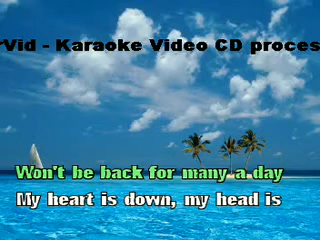 rVid - Karaoke Video CD proces
Won't be back for many a day
My heart is down, my head is